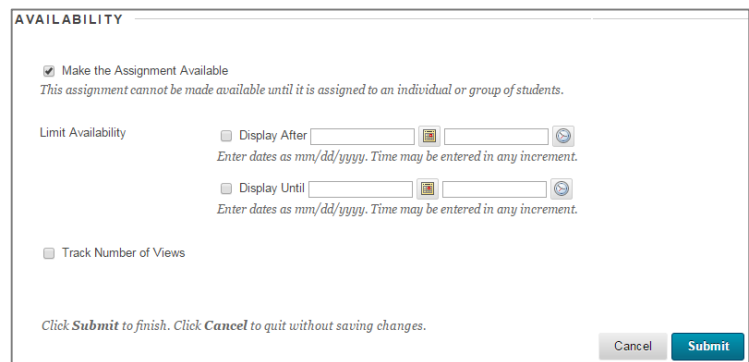 AVAILABILITY
Make the Assignment Available
This assignment cannot be made available until it is assigned to an individual or group of students.
Limit Availability
Display After
Enter dates as mm/dd/yyyy. Time may be entered in any increment.
Display Until
Enter dates as mm/dd/yyyy. Time may be entered in any increment.
Track Number of Views
Click Submit to finish. Click Cancel to quit without saving changes.
Cancel Submit